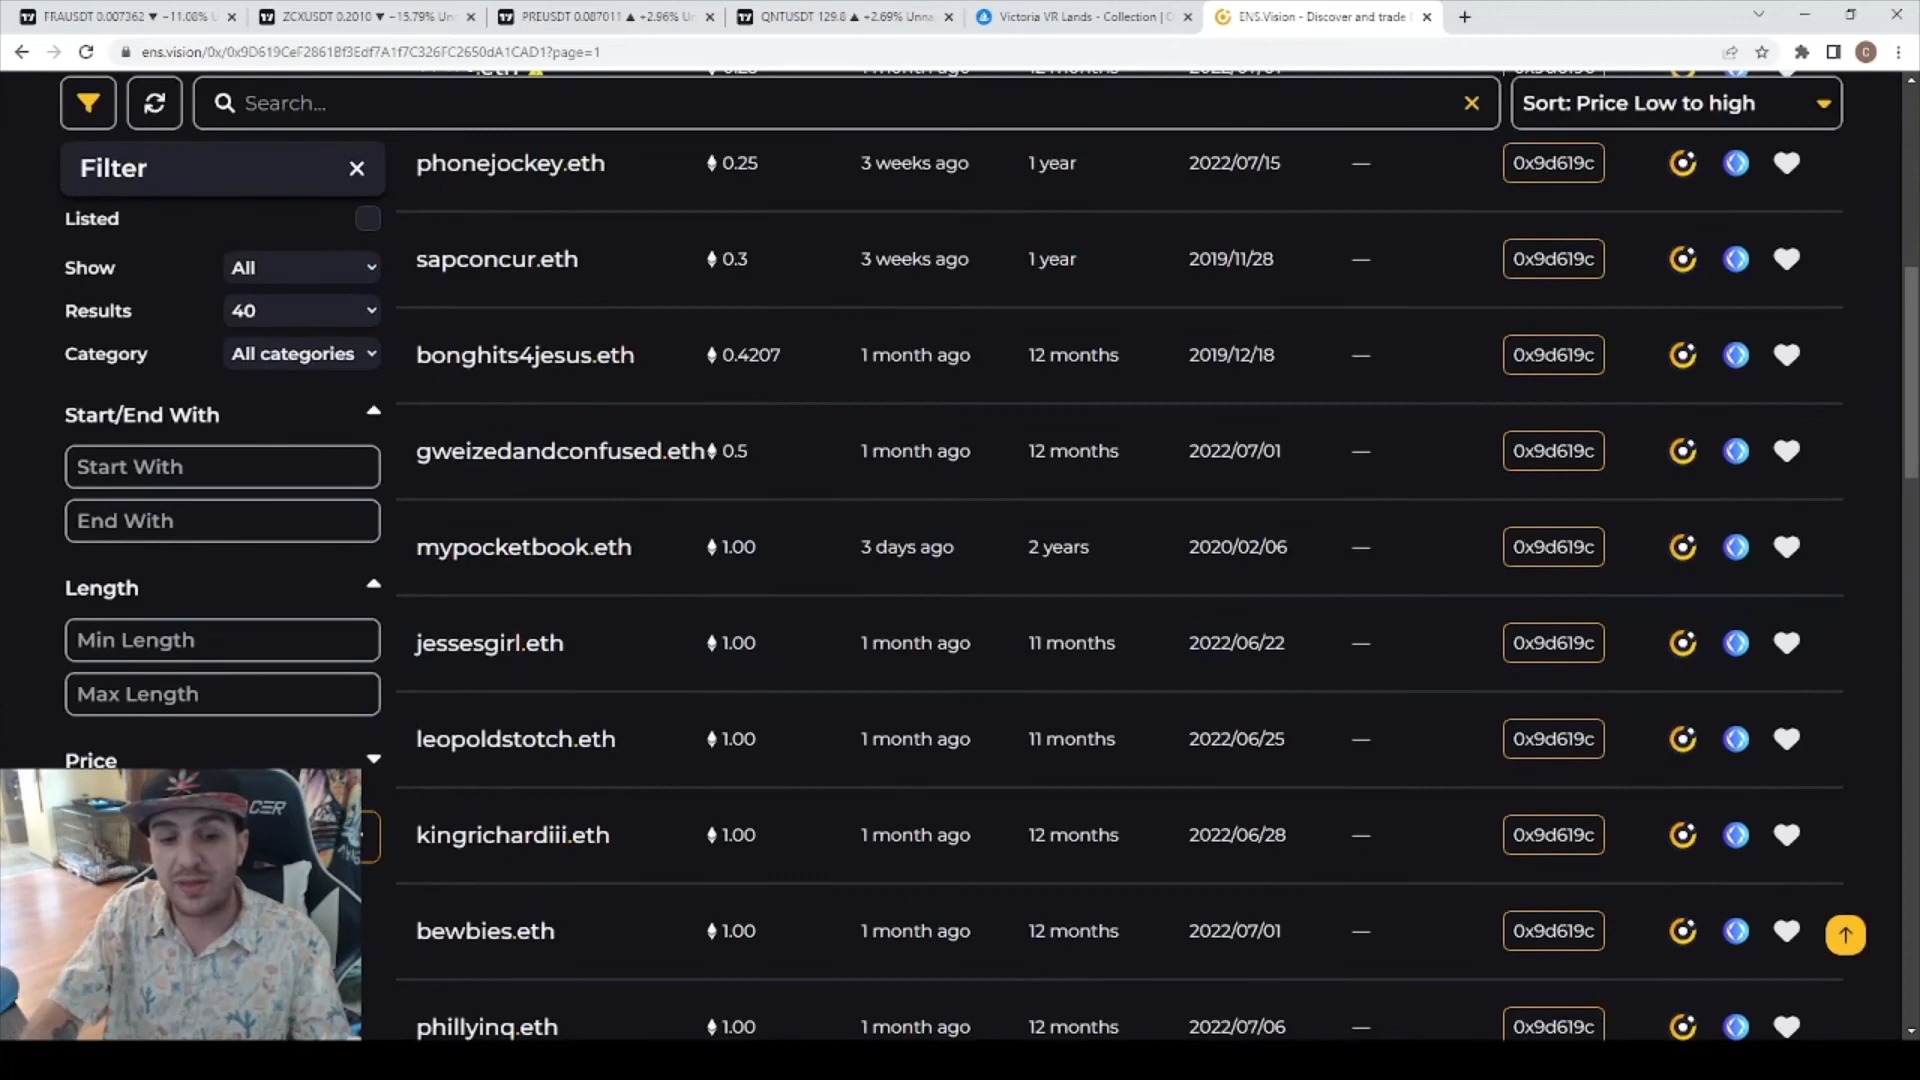 FRAUSDT 0.007362 ▼ −11.08%
ZCXUSDT 0.2010 ▼ −15.79% Un
PREUSDT 0.087011 ▲ +2.96% U
QNTUSDT 129.8 ▲ +2.69% Unna
Victoria VR Lands - Collection |
ENS.Vision - Discover and trade
ens.vision/0x/0x9D619CeF2861Bf3Edf7A1f7C326FC2650dA1CAD1?page=1
C
Search...
Sort: Price Low to high
Filter
Listed
Show All
Results 40
Category All categories
Start/End With
Start With
End With
Length
Min Length
Max Length
Price
phonejockey.eth 0.25 3 weeks ago 1 year 2022/07/15 — 0x9d619c
sapconcur.eth 0.3 3 weeks ago 1 year 2019/11/28 — 0x9d619c
bonghits4jesus.eth 0.4207 1 month ago 12 months 2019/12/18 — 0x9d619c
gweizedandconfused.eth 0.5 1 month ago 12 months 2022/07/01 — 0x9d619c
mypocketbook.eth 1.00 3 days ago 2 years 2020/02/06 — 0x9d619c
jessesgirl.eth 1.00 1 month ago 11 months 2022/06/22 — 0x9d619c
leopoldstotch.eth 1.00 1 month ago 11 months 2022/06/25 — 0x9d619c
kingrichardiii.eth 1.00 1 month ago 12 months 2022/06/28 — 0x9d619c
bewbies.eth 1.00 1 month ago 12 months 2022/07/01 — 0x9d619c
phillyinq.eth 1.00 1 month ago 12 months 2022/07/06 — 0x9d619c
CER